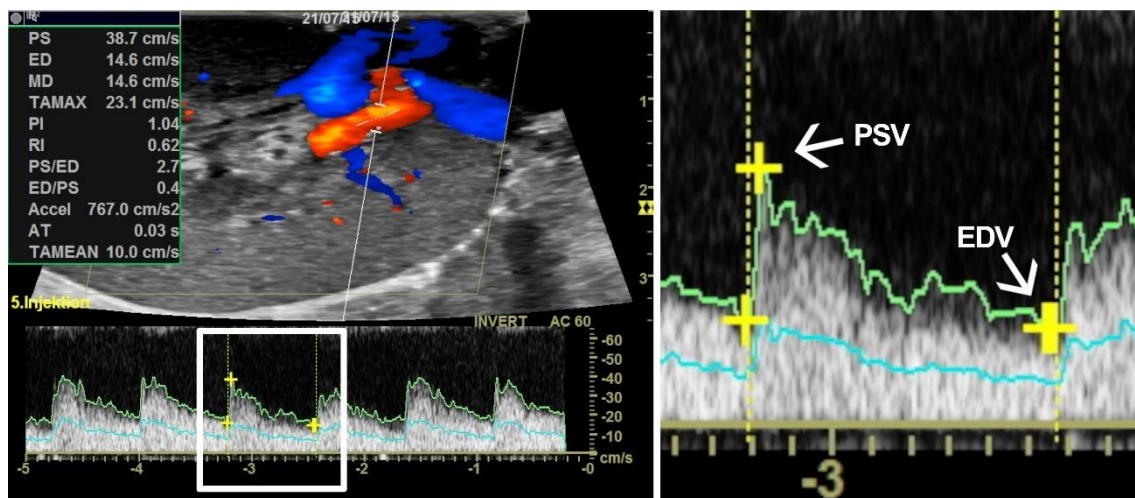 21/07/15
PS 38.7 cm/s
ED 14.6 cm/s
MD 14.6 cm/s
TAMAX 23.1 cm/s
PI 1.04
RI 0.62
PS/ED 2.7
ED/PS 0.4
Accel 767.0 cm/s2
AT 0.03 s
TAMEAN 10.0 cm/s
1
2
3
5.Injektion
INVERT AC 60
-60
-50
-40
-30
-20
-10
cm/s
-5 -4 -3 -2 -1 -0
PSV
EDV
-3